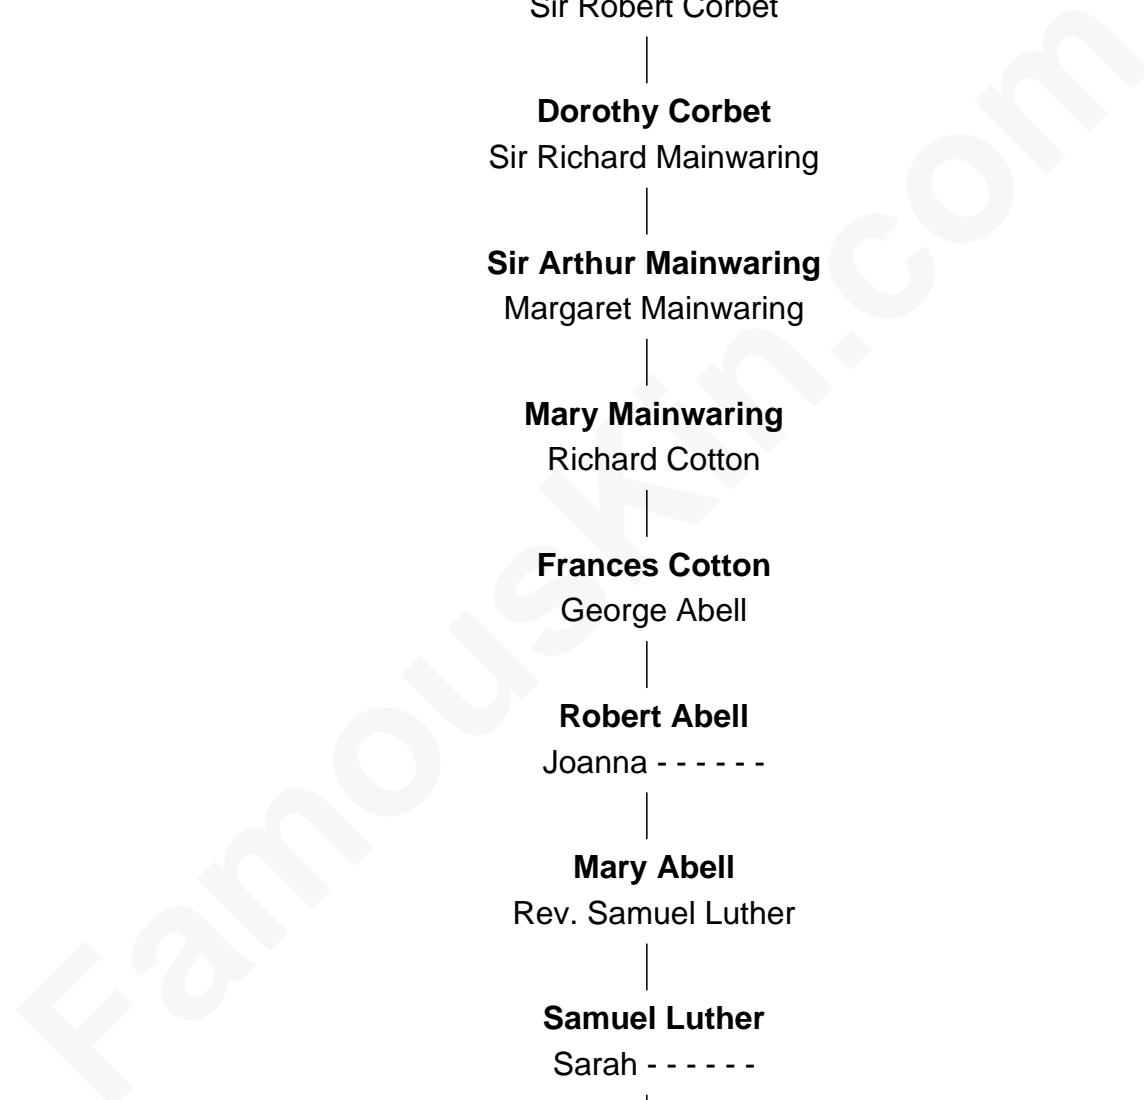 Sir Robert Corbet
Dorothy Corbet
Sir Richard Mainwaring
Sir Arthur Mainwaring
Margaret Mainwaring
Mary Mainwaring
Richard Cotton
Frances Cotton
George Abell
Robert Abell
Joanna - - - - - -
Mary Abell
Rev. Samuel Luther
Samuel Luther
Sarah - - - - - -
FamousKin.com